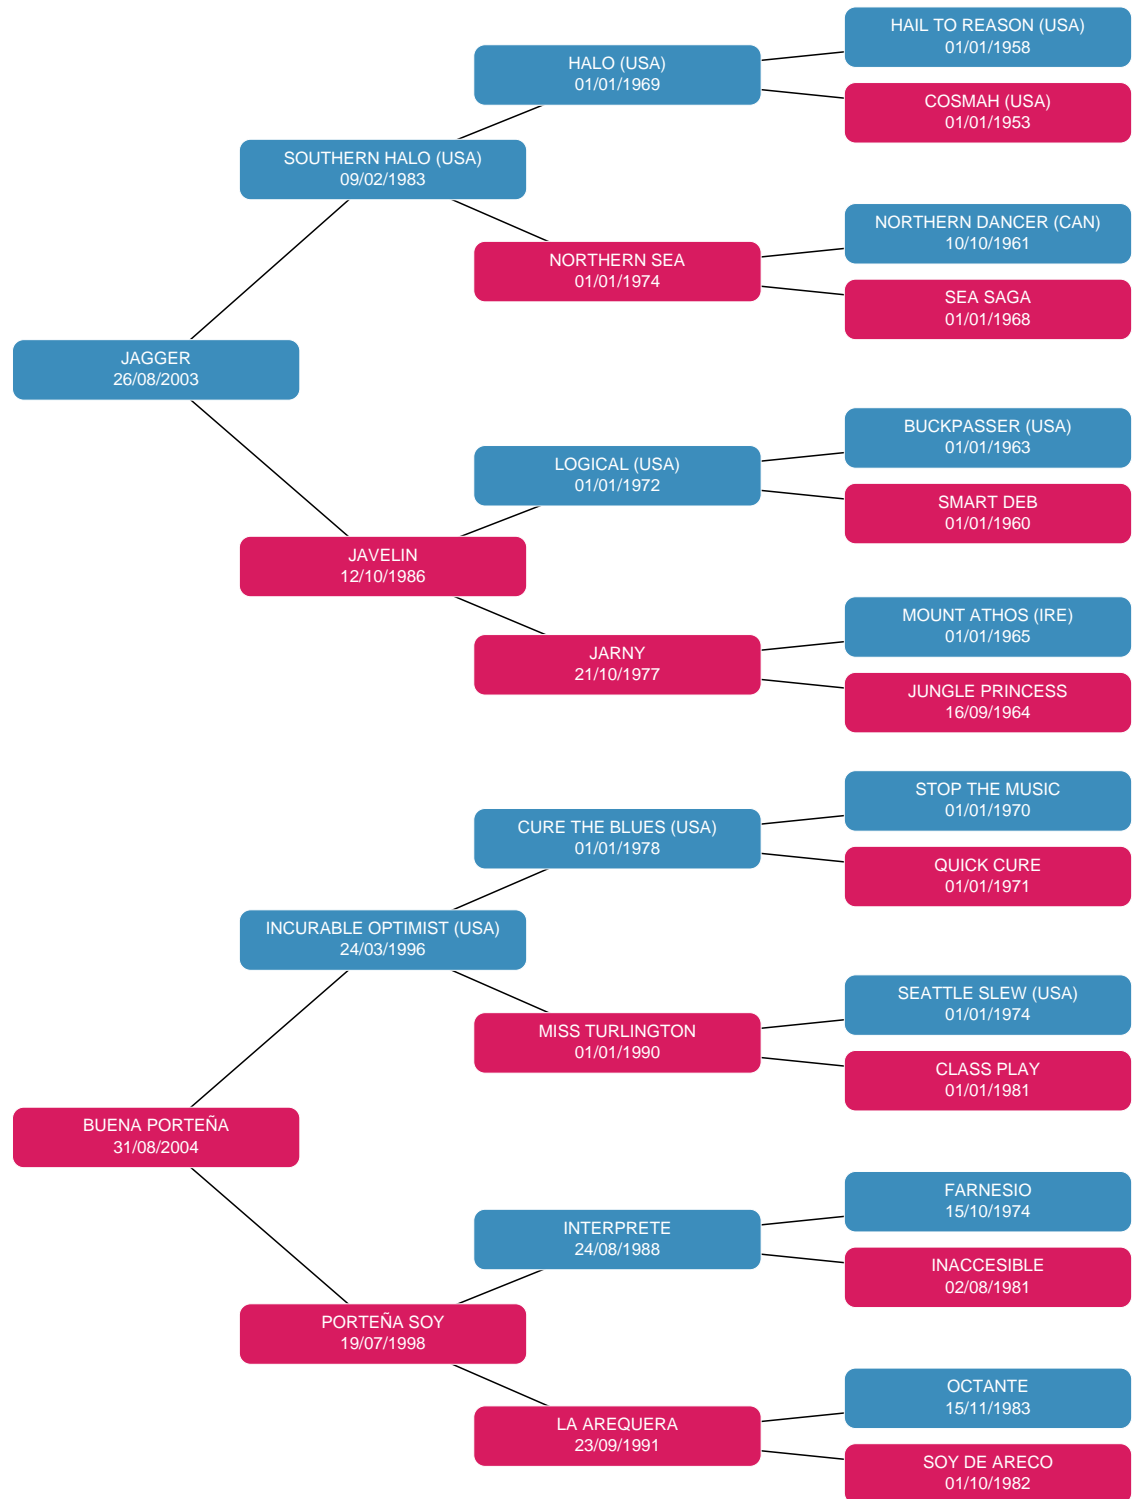 HAIL TO REASON (USA)
01/01/1958
HALO (USA)
01/01/1969
COSMAH (USA)
01/01/1953
SOUTHERN HALO (USA)
09/02/1983
NORTHERN DANCER (CAN)
10/10/1961
NORTHERN SEA
01/01/1974
SEA SAGA
01/01/1968
JAGGER
26/08/2003
BUCKPASSER (USA)
01/01/1963
LOGICAL (USA)
01/01/1972
SMART DEB
01/01/1960
JAVELIN
12/10/1986
MOUNT ATHOS (IRE)
01/01/1965
JARNY
21/10/1977
JUNGLE PRINCESS
16/09/1964
STOP THE MUSIC
01/01/1970
CURE THE BLUES (USA)
01/01/1978
QUICK CURE
01/01/1971
INCURABLE OPTIMIST (USA)
24/03/1996
SEATTLE SLEW (USA)
01/01/1974
MISS TURLINGTON
01/01/1990
CLASS PLAY
01/01/1981
BUENA PORTEÑA
31/08/2004
FARNESIO
15/10/1974
INTERPRETE
24/08/1988
INACCESIBLE
02/08/1981
PORTEÑA SOY
19/07/1998
OCTANTE
15/11/1983
LA AREQUERA
23/09/1991
SOY DE ARECO
01/10/1982